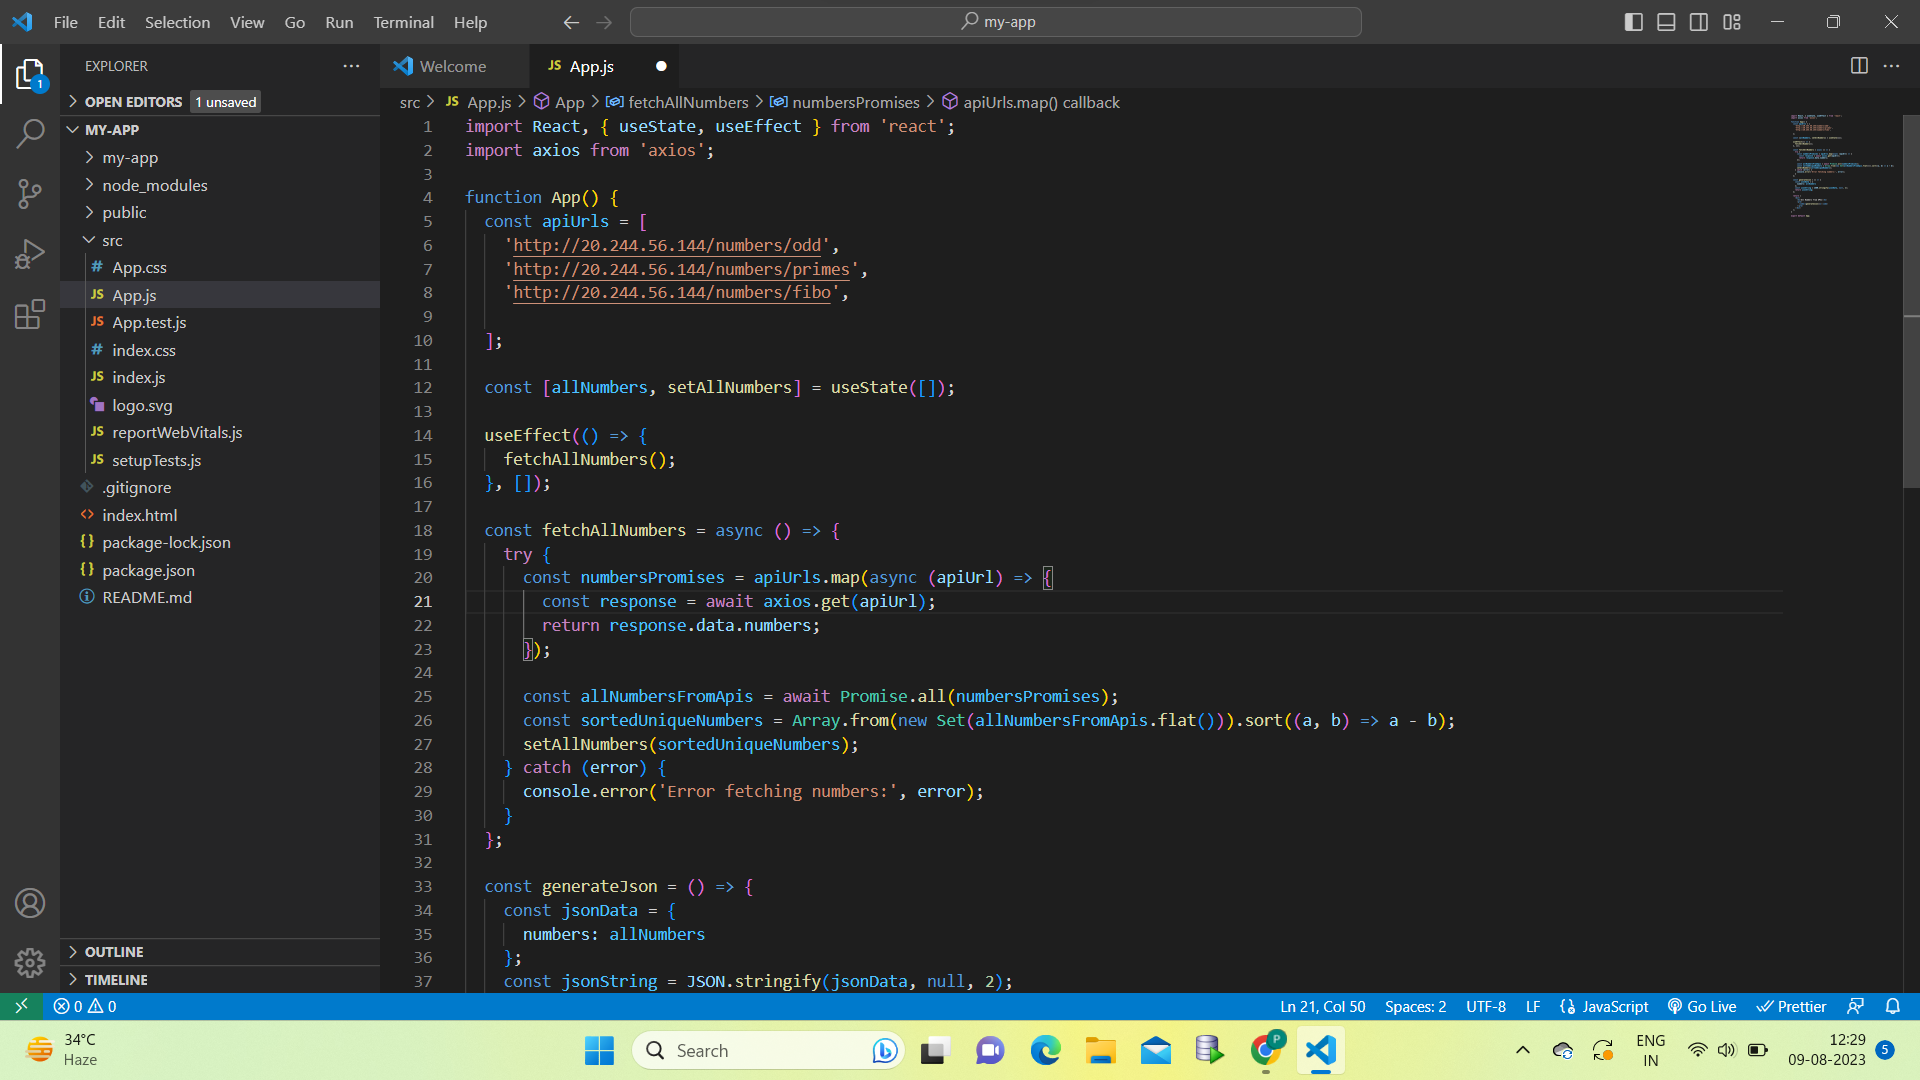 File Edit Selection View Go Run Terminal Help
my-app
EXPLORER
OPEN EDITORS 1 unsaved
MY-APP
my-app
node_modules
public
src
# App.css
JS App.js
JS App.test.js
# index.css
JS index.js
logo.svg
JS reportWebVitals.js
JS setupTests.js
.gitignore
<> index.html
{} package-lock.json
{} package.json
README.md
OUTLINE
TIMELINE
1
Welcome JS App.js
src > JS App.js > App > fetchAllNumbers > numbersPromises > apiUrls.map() callback
1 import React, { useState, useEffect } from 'react';
2 import axios from 'axios';
3
4 function App() {
5 const apiUrls = [
6 'http://20.244.56.144/numbers/odd',
7 'http://20.244.56.144/numbers/primes',
8 'http://20.244.56.144/numbers/fibo',
9
10 ];
11
12 const [allNumbers, setAllNumbers] = useState([]);
13
14 useEffect(() => {
15 fetchAllNumbers();
16 }, []);
17
18 const fetchAllNumbers = async () => {
19 try {
20 const numbersPromises = apiUrls.map(async (apiUrl) => {
21 const response = await axios.get(apiUrl);
22 return response.data.numbers;
23 });
24
25 const allNumbersFromApis = await Promise.all(numbersPromises);
26 const sortedUniqueNumbers = Array.from(new Set(allNumbersFromApis.flat())).sort((a, b) => a - b);
27 setAllNumbers(sortedUniqueNumbers);
28 } catch (error) {
29 console.error('Error fetching numbers:', error);
30 }
31 };
32
33 const generateJson = () => {
34 const jsonData = {
35 numbers: allNumbers
36 };
37 const jsonString = JSON.stringify(jsonData, null, 2);
0 0 Ln 21, Col 50 Spaces: 2 UTF-8 LF {} JavaScript Go Live Prettier
34°C
Haze
Search
P
ENG
IN
12:29
09-08-2023
5